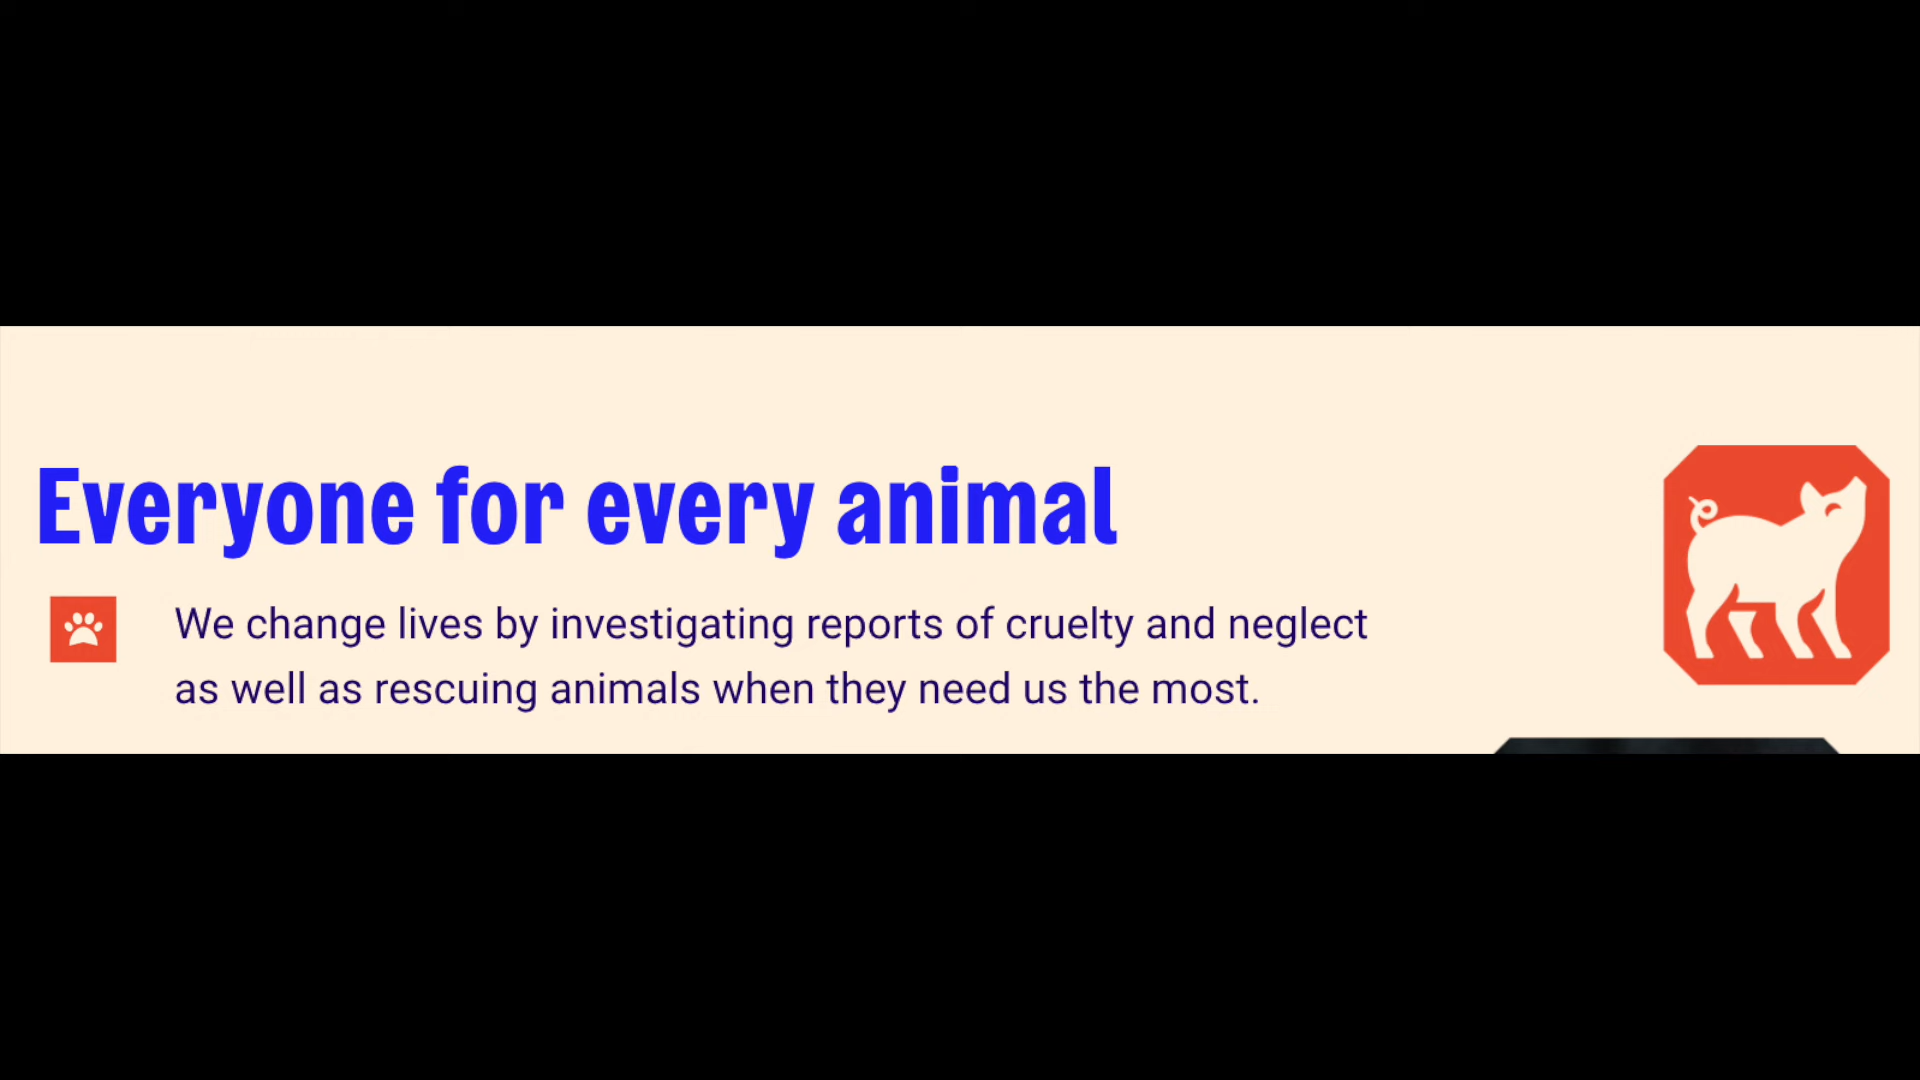 Everyone for every animal
We change lives by investigating reports of cruelty and neglect
as well as rescuing animals when they need us the most.